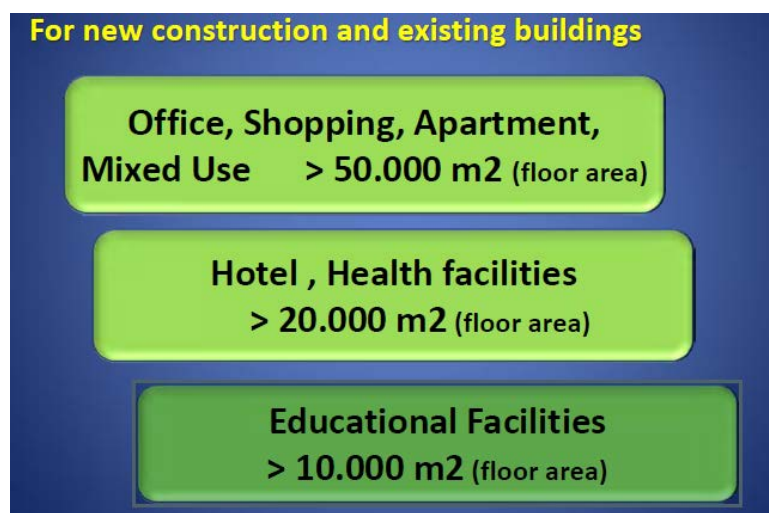 For new construction and existing buildings
Office, Shopping, Apartment,
Mixed Use > 50.000 m2 (floor area)
Hotel , Health facilities
> 20.000 m2 (floor area)
Educational Facilities
> 10.000 m2 (floor area)